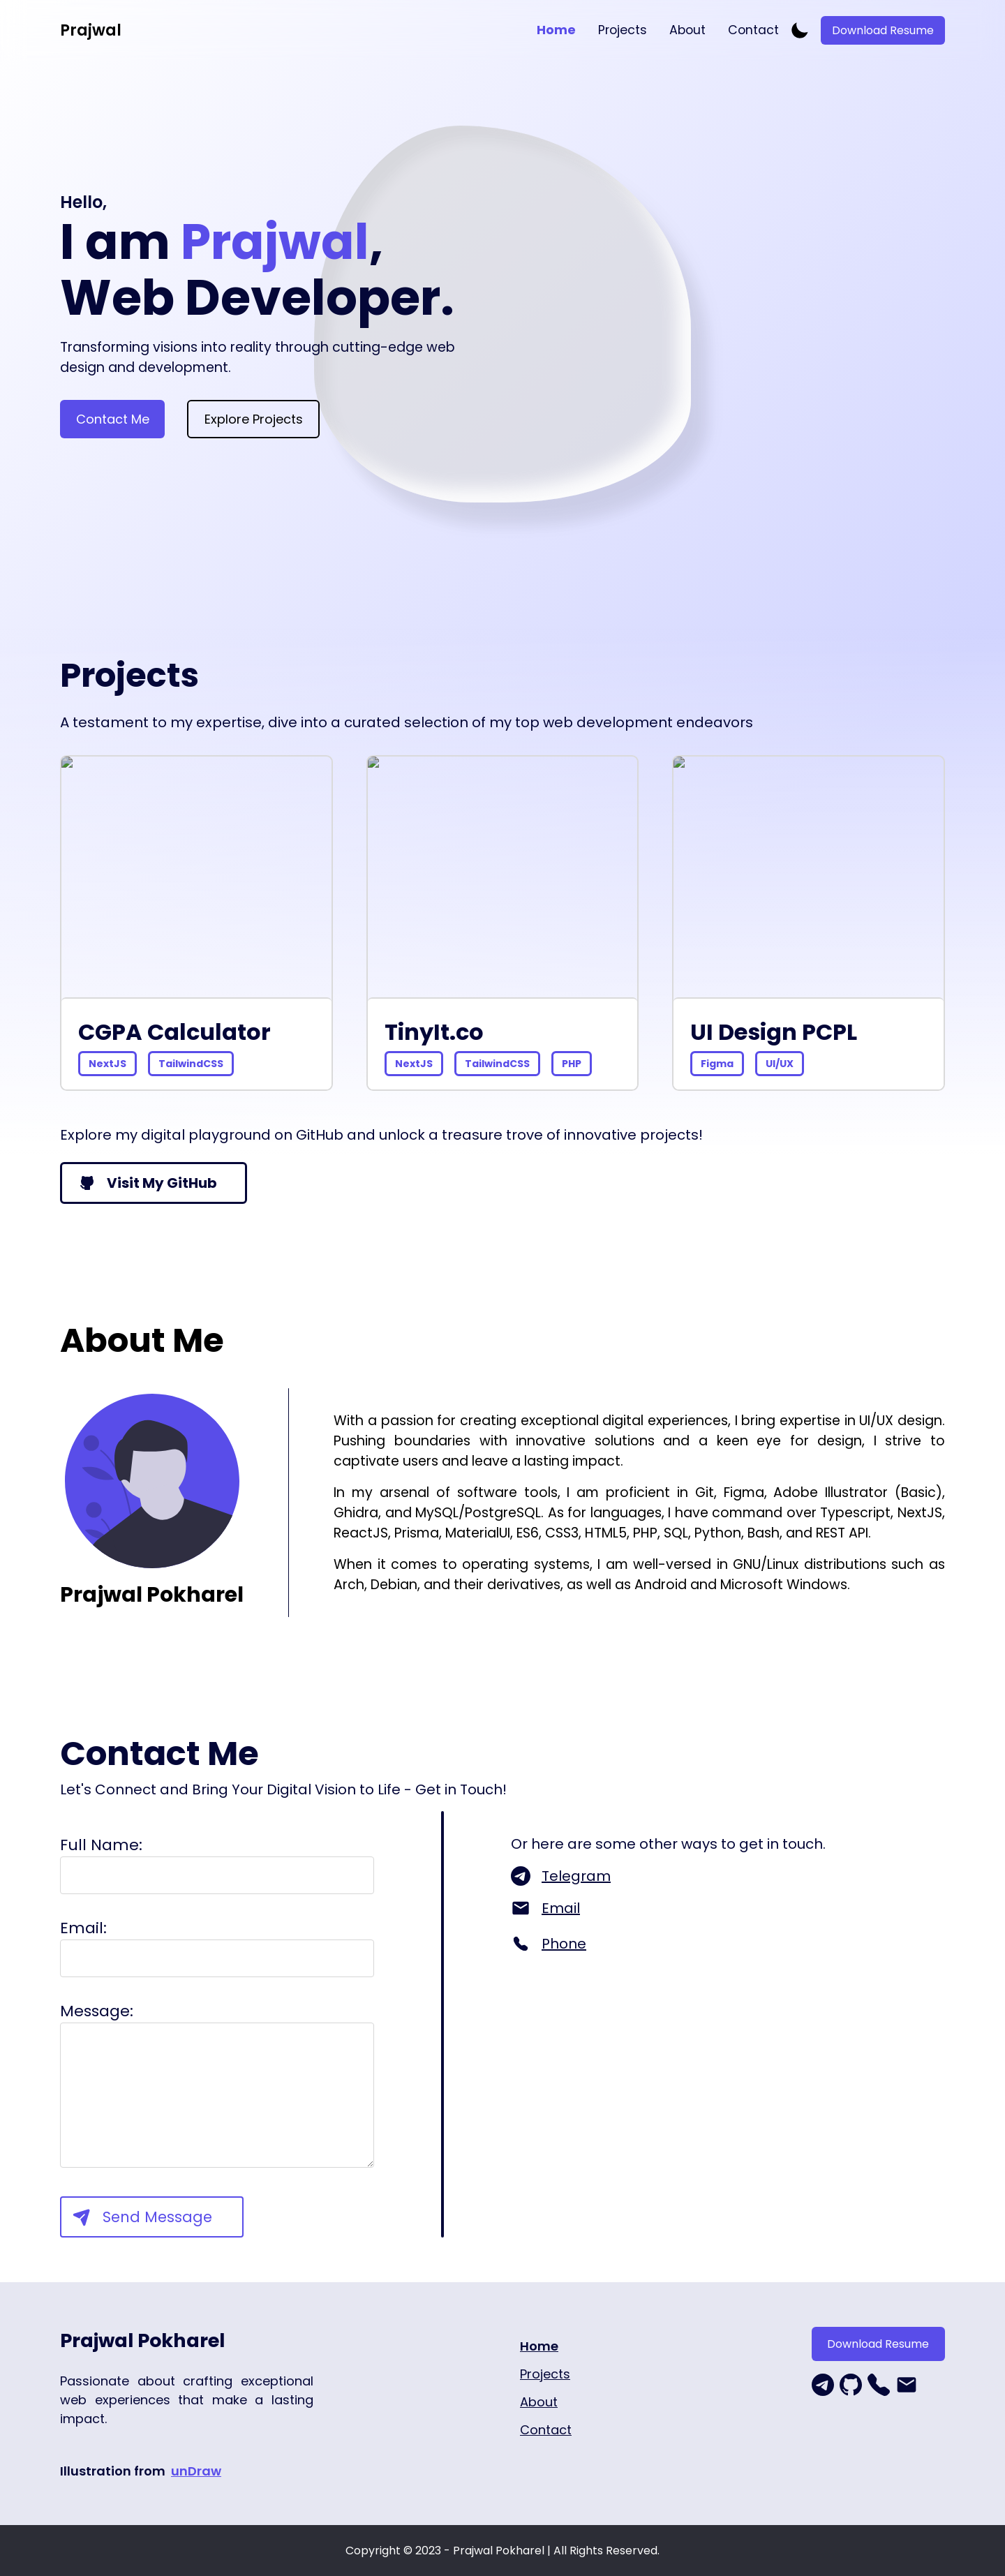 Prajwal
Home
Projects
About
Contact
Download Resume
Hello,
I am Prajwal,
Web Developer.
Transforming visions into reality through cutting-edge web
design and development.
Contact Me
Explore Projects
Projects
A testament to my expertise, dive into a curated selection of my top web development endeavors
CGPA Calculator
NextJS
TailwindCSS
TinyIt.co
NextJS
TailwindCSS
PHP
UI Design PCPL
Figma
UI/UX
Explore my digital playground on GitHub and unlock a treasure trove of innovative projects!
Visit My GitHub
About Me
Prajwal Pokharel
With a passion for creating exceptional digital experiences, I bring expertise in UI/UX design.
Pushing boundaries with innovative solutions and a keen eye for design, I strive to
captivate users and leave a lasting impact.
In my arsenal of software tools, I am proficient in Git, Figma, Adobe Illustrator (Basic),
Ghidra, and MySQL/PostgreSQL. As for languages, I have command over Typescript, NextJS,
ReactJS, Prisma, MaterialUI, ES6, CSS3, HTML5, PHP, SQL, Python, Bash, and REST API.
When it comes to operating systems, I am well-versed in GNU/Linux distributions such as
Arch, Debian, and their derivatives, as well as Android and Microsoft Windows.
Contact Me
Let's Connect and Bring Your Digital Vision to Life - Get in Touch!
Full Name:
Email:
Message:
Send Message
Or here are some other ways to get in touch.
Telegram
Email
Phone
Prajwal Pokharel
Passionate about crafting exceptional
web experiences that make a lasting
impact.
Illustration from unDraw
Home
Projects
About
Contact
Download Resume
Copyright © 2023 - Prajwal Pokharel | All Rights Reserved.